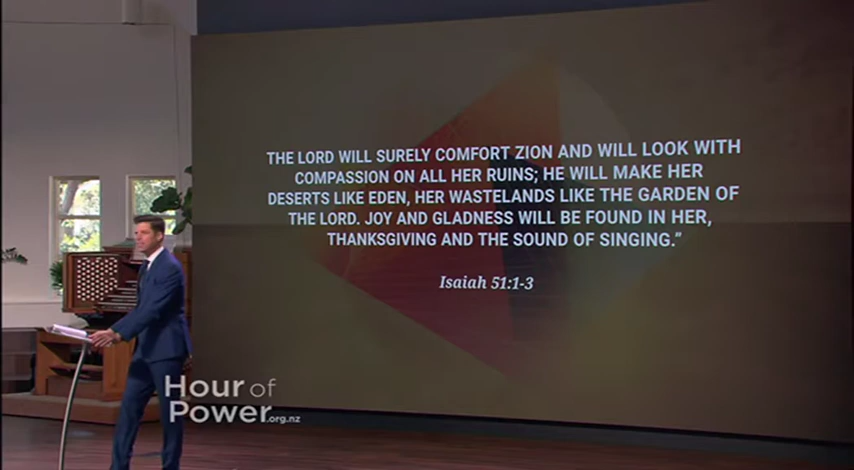 THE LORD WILL SURELY COMFORT ZION AND WILL LOOK WITH
COMPASSION ON ALL HER RUINS; HE WILL MAKE HER
DESERTS LIKE EDEN, HER WASTELANDS LIKE THE GARDEN OF
THE LORD. JOY AND GLADNESS WILL BE FOUND IN HER,
THANKSGIVING AND THE SOUND OF SINGING.”
Isaiah 51:1-3
Hour of
Power.org.nz